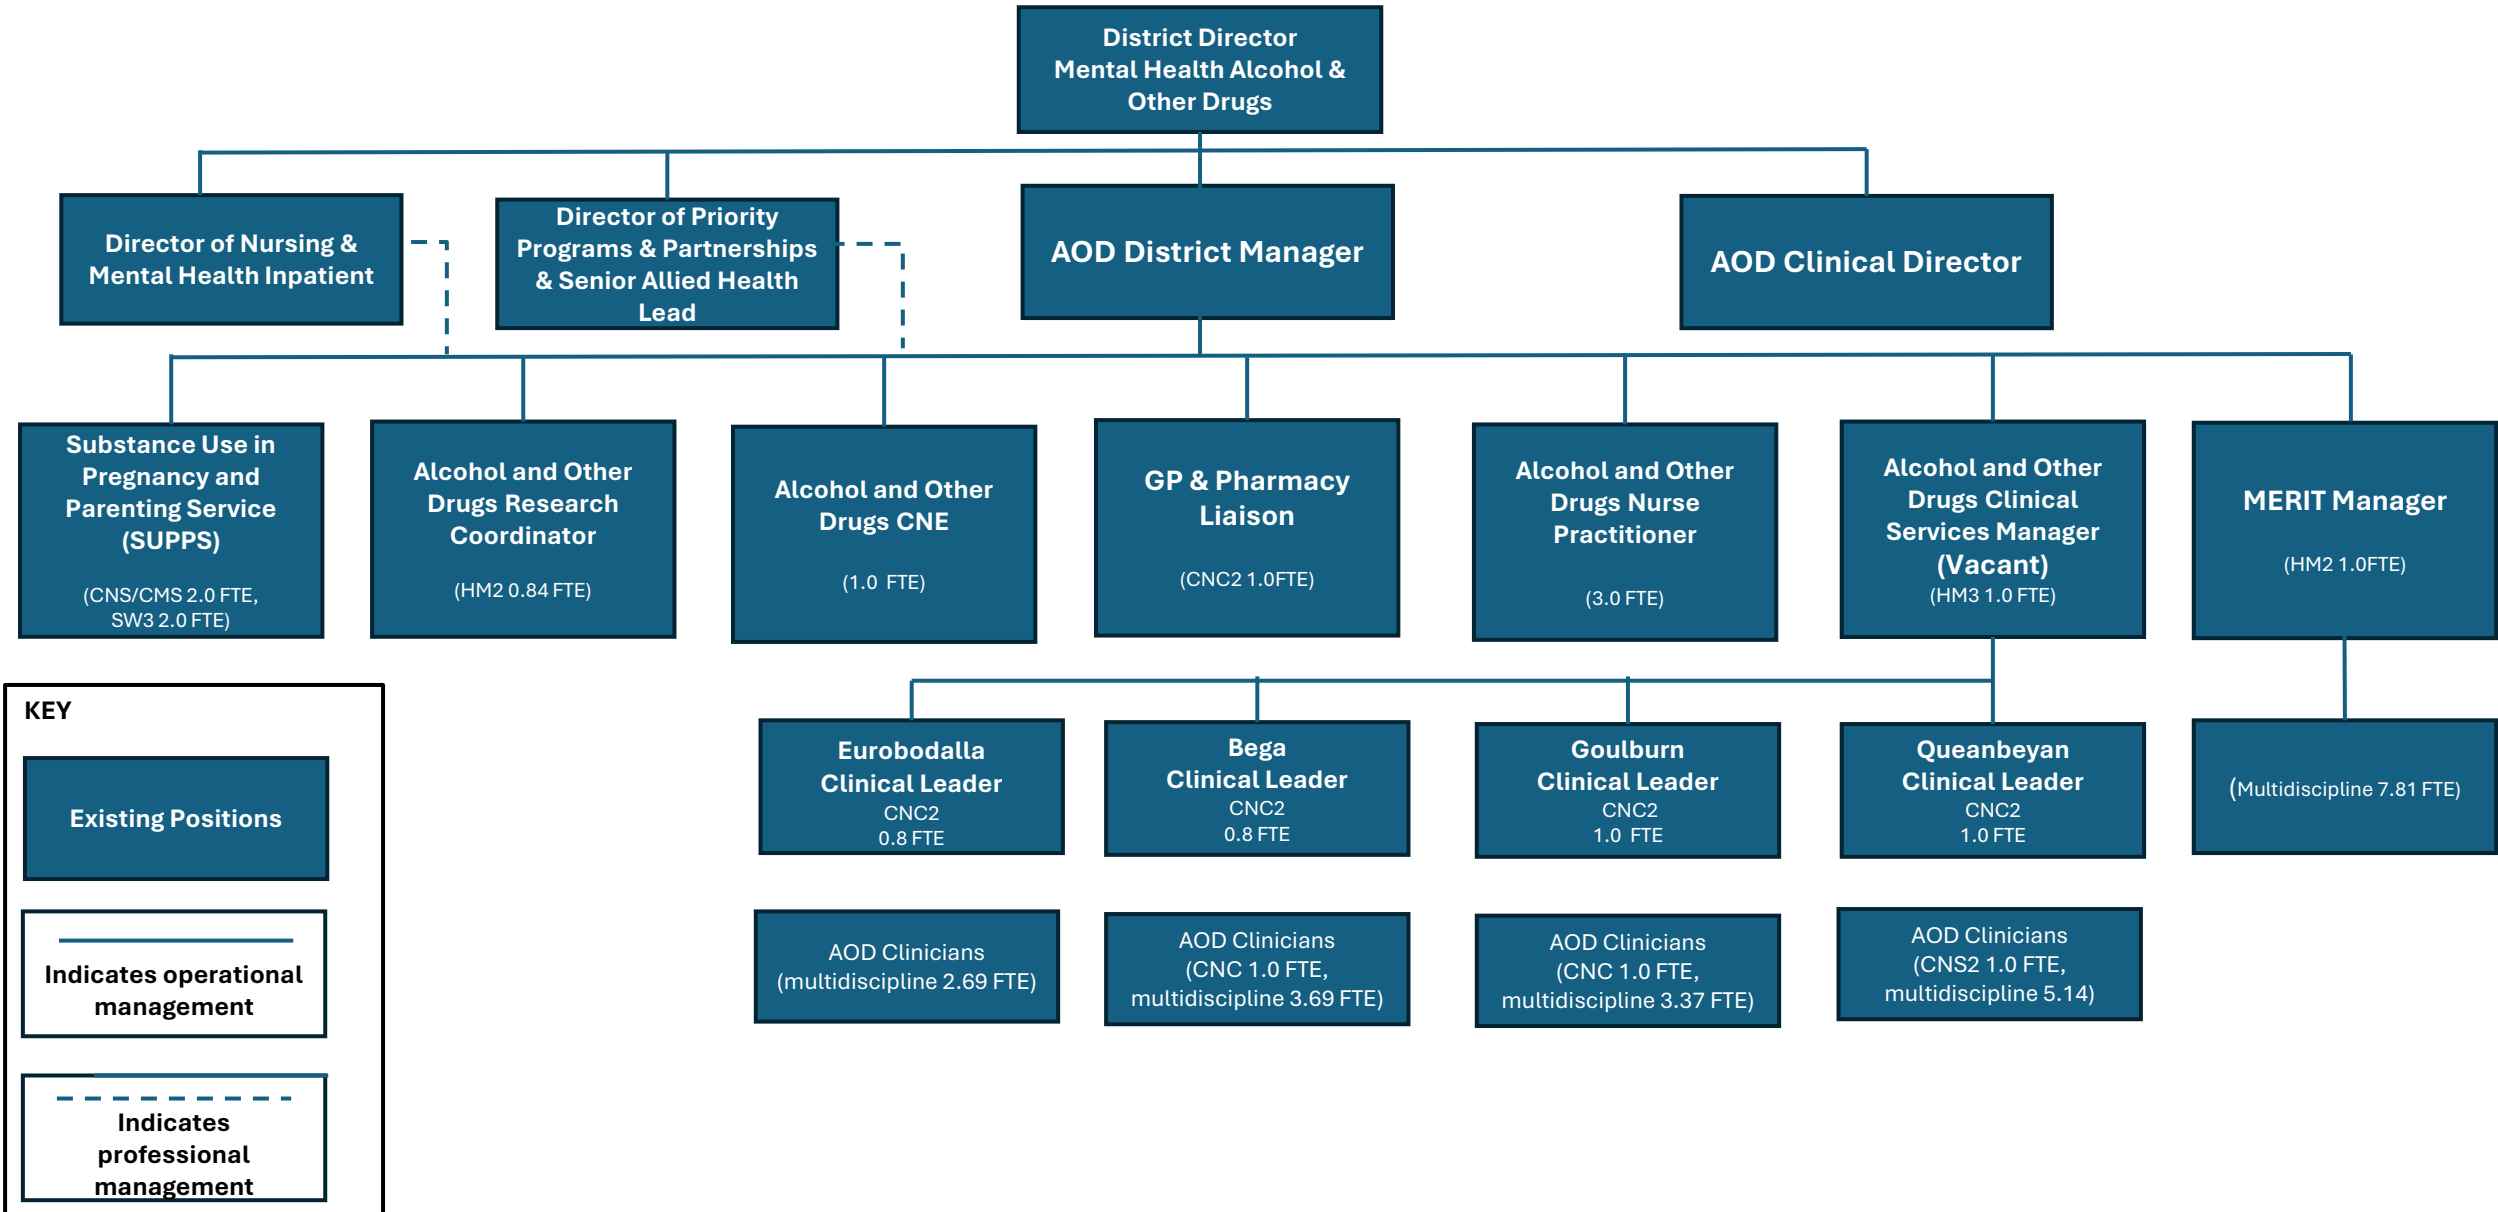 District Director
Mental Health Alcohol &
Other Drugs
Director of Nursing &
Mental Health Inpatient
Director of Priority
Programs & Partnerships
& Senior Allied Health
Lead
AOD District Manager
AOD Clinical Director
Substance Use in
Pregnancy and
Parenting Service
(SUPPS)
(CNS/CMS 2.0 FTE,
SW3 2.0 FTE)
Alcohol and Other
Drugs Research
Coordinator
(HM2 0.84 FTE)
Alcohol and Other
Drugs CNE
(1.0 FTE)
GP & Pharmacy
Liaison
(CNC2 1.0FTE)
Alcohol and Other
Drugs Nurse
Practitioner
(3.0 FTE)
Alcohol and Other
Drugs Clinical
Services Manager
(Vacant)
(HM3 1.0 FTE)
MERIT Manager
(HM2 1.0FTE)
Eurobodalla
Clinical Leader
CNC2
0.8 FTE
Bega
Clinical Leader
CNC2
0.8 FTE
Goulburn
Clinical Leader
CNC2
1.0 FTE
Queanbeyan
Clinical Leader
CNC2
1.0 FTE
(Multidiscipline 7.81 FTE)
AOD Clinicians
(multidiscipline 2.69 FTE)
AOD Clinicians
(CNC 1.0 FTE,
multidiscipline 3.69 FTE)
AOD Clinicians
(CNC 1.0 FTE,
multidiscipline 3.37 FTE)
AOD Clinicians
(CNS2 1.0 FTE,
multidiscipline 5.14)
KEY
Existing Positions
Indicates operational
management
Indicates
professional
management